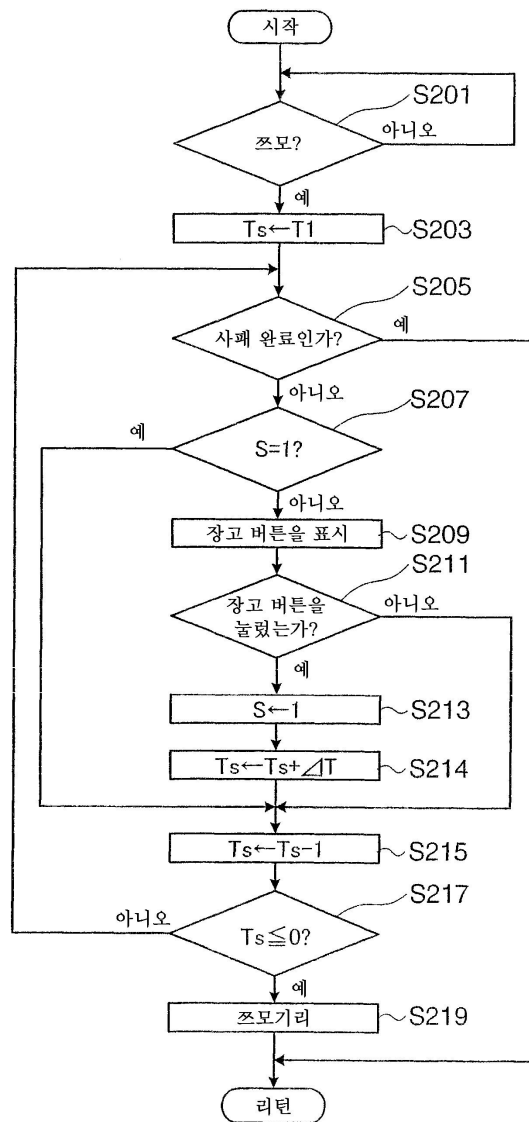 시작
S201
쯔모?
아니오
예
Ts←T1
S203
S205
사패 완료인가?
예
아니오
S207
예
S=1?
아니오
장고 버튼을 표시
S209
S211
장고 버튼을
눌렀는가?
아니오
예
S←1
S213
Ts←Ts+⊿T
S214
Ts←Ts-1
S215
S217
아니오
Ts≦0?
예
쯔모기리
S219
리턴